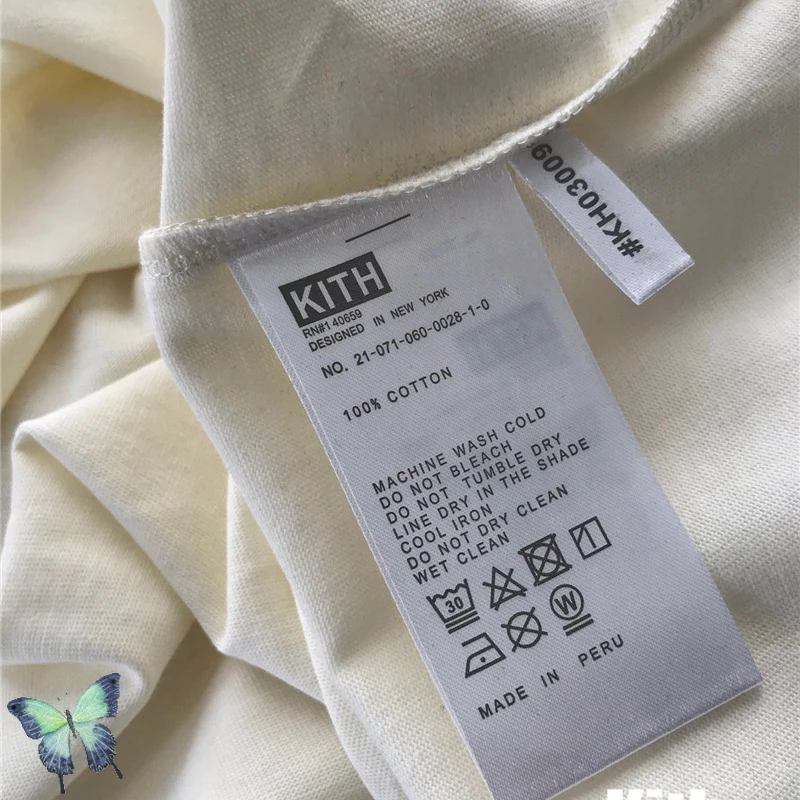 #KH03009
KITH
RN#140659
DESIGNED IN NEW YORK
NO. 21-071-060-0028-1-0
100% COTTON
MACHINE WASH COLD
DO NOT BLEACH
DO NOT TUMBLE DRY
LINE DRY IN THE SHADE
COOL IRON
DO NOT DRY CLEAN
WET CLEAN
30
W
MADE IN PERU